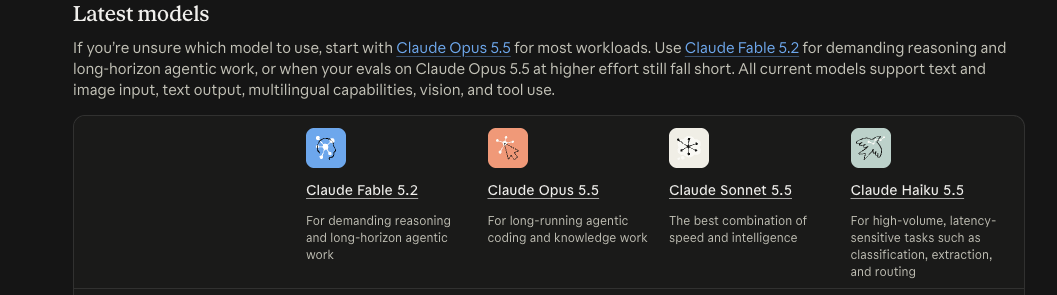 Latest models
If you're unsure which model to use, start with Claude Opus 5.5 for most workloads. Use Claude Fable 5.2 for demanding reasoning and
long-horizon agentic work, or when your evals on Claude Opus 5.5 at higher effort still fall short. All current models support text and
image input, text output, multilingual capabilities, vision, and tool use.
Claude Fable 5.2
For demanding reasoning
and long-horizon agentic
work
Claude Opus 5.5
For long-running agentic
coding and knowledge work
Claude Sonnet 5.5
The best combination of
speed and intelligence
Claude Haiku 5.5
For high-volume, latency-
sensitive tasks such as
classification, extraction,
and routing